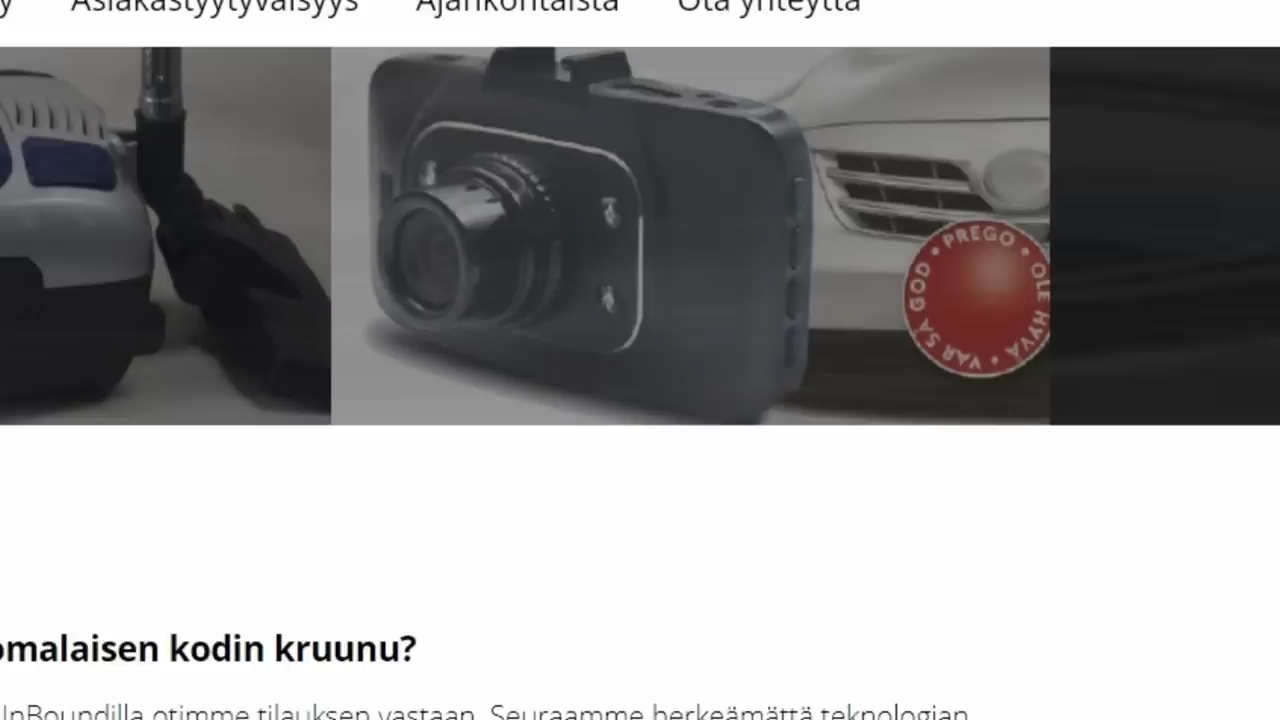 Asiakastyytyväisyys Ajankohtaista Ota yhteyttä
PREGO • OLE HYVÄ • VAR SÅ GOD •
omalaisen kodin kruunu?
InBoundilla otimme tilauksen vastaan. Seuraamme herkeämättä teknologian